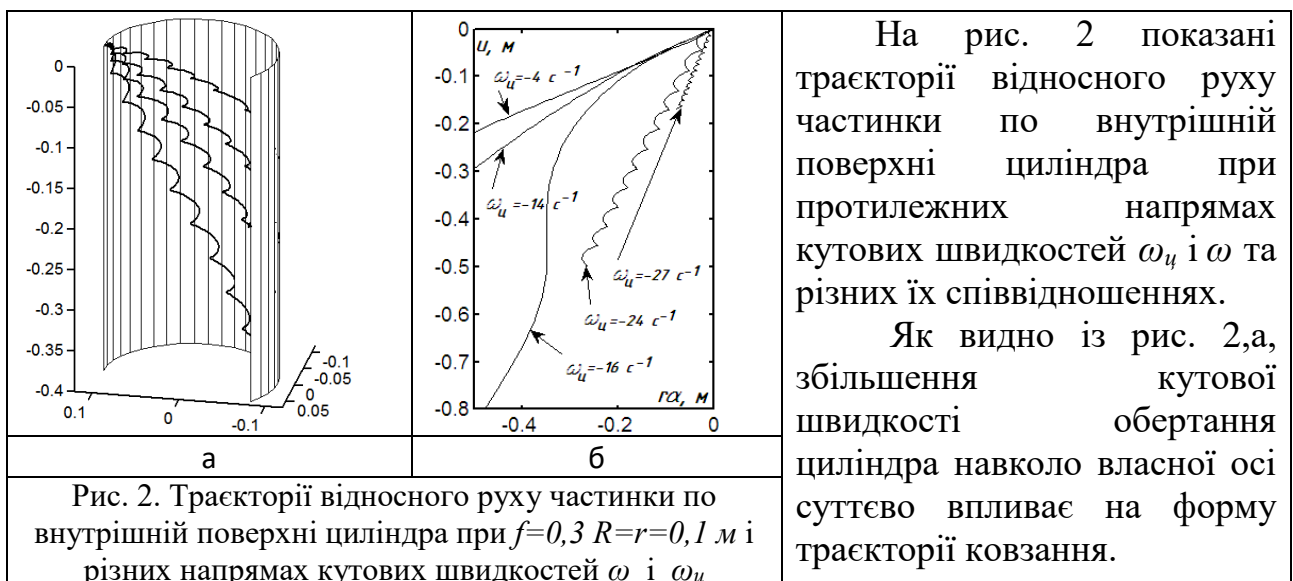 0
-0.05
-0.1
-0.15
-0.2
-0.25
-0.3
-0.35
-0.4
0.1
0
-0.1
-0.1
-0.05
0
0.05
0
-0.1
-0.2
-0.3
-0.4
-0.5
-0.6
-0.7
-0.8
u, м
ωц=-4 с⁻¹
ωц=-14 с⁻¹
ωц=-27 с⁻¹
ωц=-24 с⁻¹
ωц=-16 с⁻¹
rα, м
-0.4
-0.2
0
а
б
Рис. 2. Траєкторії відносного руху частинки по
внутрішній поверхні циліндра при f=0,3 R=r=0,1 м і
різних напрямах кутових швидкостей ω і ωц
На рис. 2 показані
траєкторії відносного руху
частинки по внутрішній
поверхні циліндра при
протилежних напрямах
кутових швидкостей ωц і ω та
різних їх співвідношеннях.
Як видно із рис. 2,а,
збільшення кутової
швидкості обертання
циліндра навколо власної осі
суттєво впливає на форму
траєкторії ковзання.